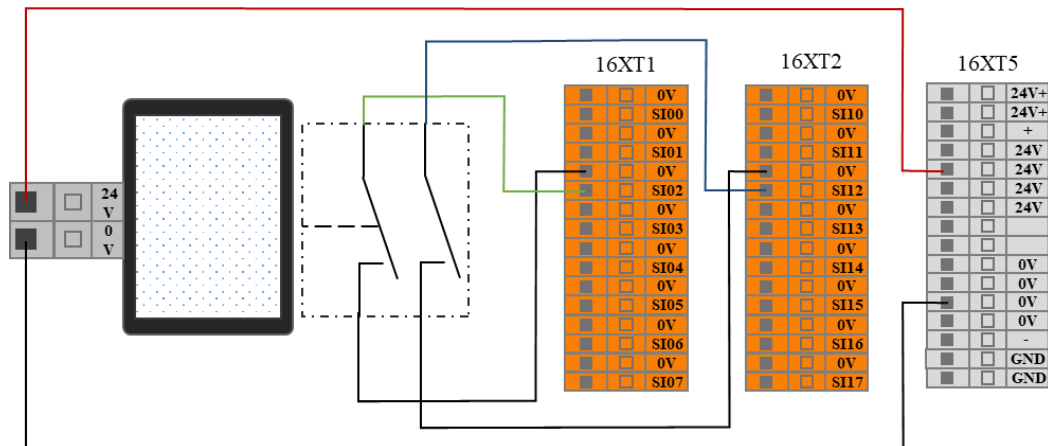 16XT1
16XT2
16XT5
24
V
0
V
0V
SI00
0V
SI01
0V
SI02
0V
SI03
0V
SI04
0V
SI05
0V
SI06
0V
SI07
0V
SI10
0V
SI11
0V
SI12
0V
SI13
0V
SI14
0V
SI15
0V
SI16
0V
SI17
24V+
24V+
+
24V
24V
24V
24V
0V
0V
0V
0V
-
GND
GND